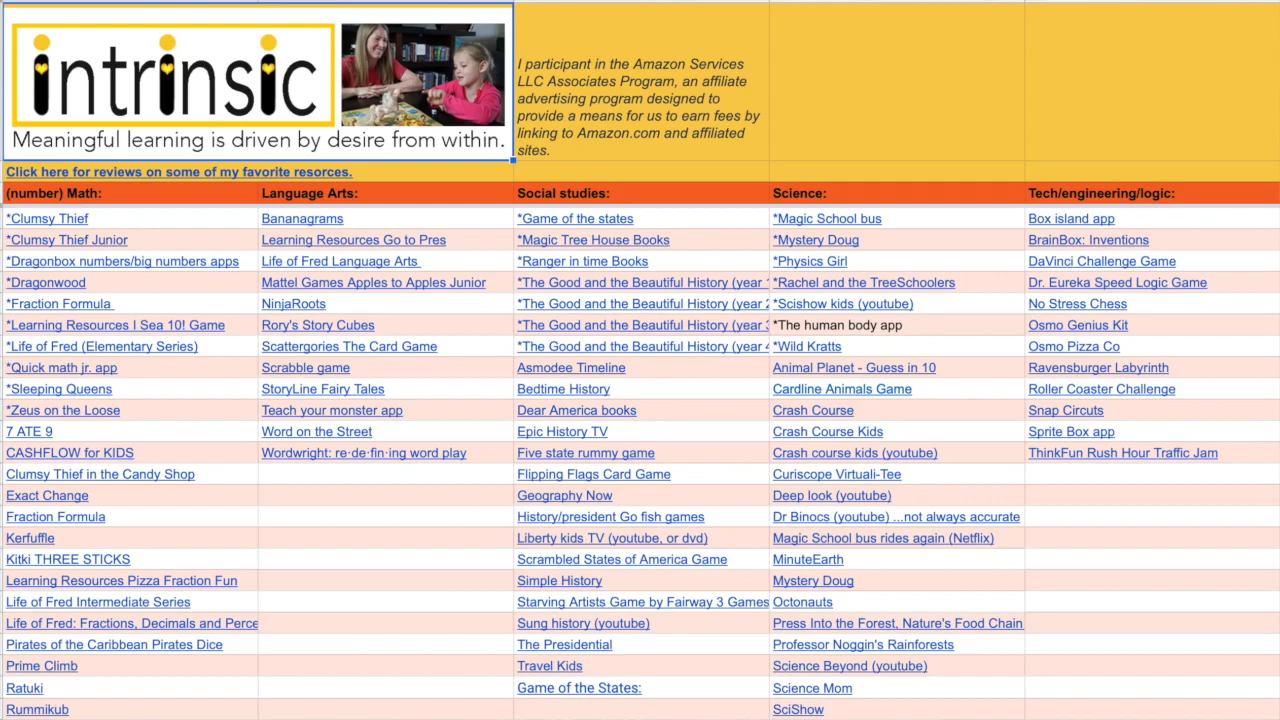 intrinsic
Meaningful learning is driven by desire from within.
I participant in the Amazon Services
LLC Associates Program, an affiliate
advertising program designed to
provide a means for us to earn fees by
linking to Amazon.com and affiliated
sites.
Click here for reviews on some of my favorite resorces.
(number) Math: Language Arts: Social studies: Science: Tech/engineering/logic:
*Clumsy Thief Bananagrams *Game of the states *Magic School bus Box island app
*Clumsy Thief Junior Learning Resources Go to Pres *Magic Tree House Books *Mystery Doug BrainBox: Inventions
*Dragonbox numbers/big numbers apps Life of Fred Language Arts *Ranger in time Books *Physics Girl DaVinci Challenge Game
*Dragonwood Mattel Games Apples to Apples Junior *The Good and the Beautiful History (year 1 *Rachel and the TreeSchoolers Dr. Eureka Speed Logic Game
*Fraction Formula NinjaRoots *The Good and the Beautiful History (year 2 *Scishow kids (youtube) No Stress Chess
*Learning Resources I Sea 10! Game Rory's Story Cubes *The Good and the Beautiful History (year 3 *The human body app Osmo Genius Kit
*Life of Fred (Elementary Series) Scattergories The Card Game *The Good and the Beautiful History (year 4 *Wild Kratts Osmo Pizza Co
*Quick math jr. app Scrabble game Asmodee Timeline Animal Planet - Guess in 10 Ravensburger Labyrinth
*Sleeping Queens StoryLine Fairy Tales Bedtime History Cardline Animals Game Roller Coaster Challenge
*Zeus on the Loose Teach your monster app Dear America books Crash Course Snap Circuts
7 ATE 9 Word on the Street Epic History TV Crash Course Kids Sprite Box app
CASHFLOW for KIDS Wordwright: re·de·fin·ing word play Five state rummy game Crash course kids (youtube) ThinkFun Rush Hour Traffic Jam
Clumsy Thief in the Candy Shop Flipping Flags Card Game Curiscope Virtuali-Tee
Exact Change Geography Now Deep look (youtube)
Fraction Formula History/president Go fish games Dr Binocs (youtube) ...not always accurate
Kerfuffle Liberty kids TV (youtube, or dvd) Magic School bus rides again (Netflix)
Kitki THREE STICKS Scrambled States of America Game MinuteEarth
Learning Resources Pizza Fraction Fun Simple History Mystery Doug
Life of Fred Intermediate Series Starving Artists Game by Fairway 3 Games Octonauts
Life of Fred: Fractions, Decimals and Perce Sung history (youtube) Press Into the Forest, Nature's Food Chain
Pirates of the Caribbean Pirates Dice The Presidential Professor Noggin's Rainforests
Prime Climb Travel Kids Science Beyond (youtube)
Ratuki Game of the States: Science Mom
Rummikub SciShow